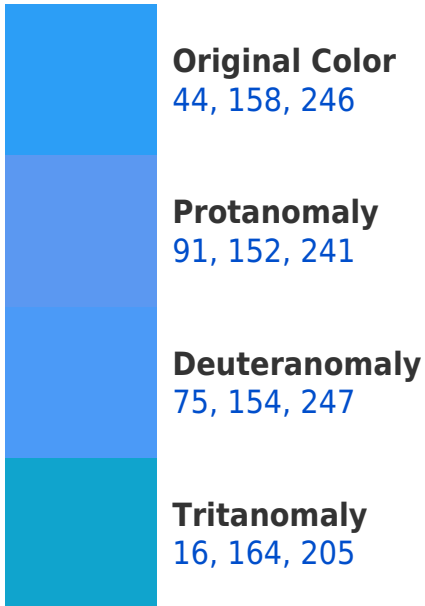 Original Color
44, 158, 246
Protanomaly
91, 152, 241
Deuteranomaly
75, 154, 247
Tritanomaly
16, 164, 205